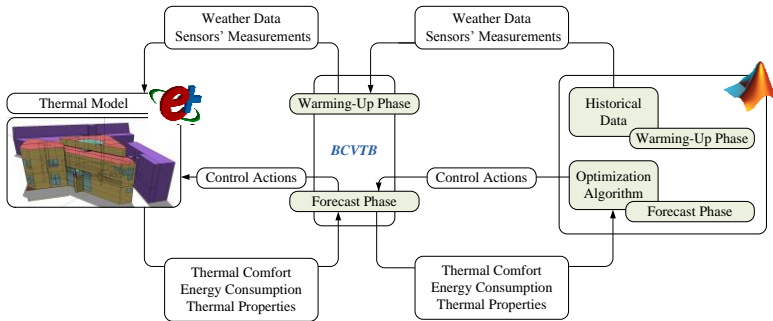 Weather Data
Sensors' Measurements
Weather Data
Sensors' Measurements
Thermal Model
e+
Warming-Up Phase
Historical
Data
Warming-Up Phase
BCVTB
Control Actions
Control Actions
Optimization
Algorithm
Forecast Phase
Forecast Phase
Thermal Comfort
Energy Consumption
Thermal Properties
Thermal Comfort
Energy Consumption
Thermal Properties